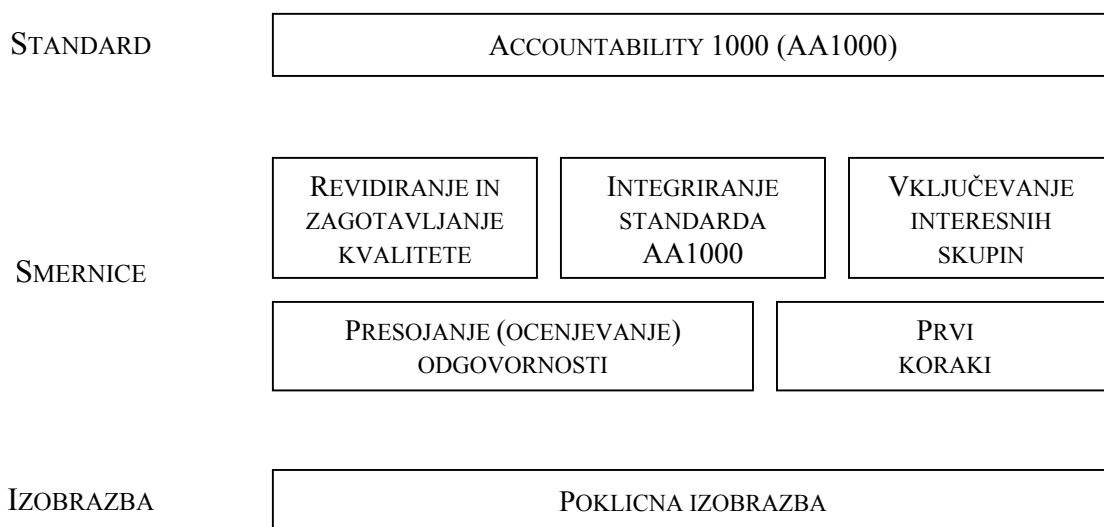 STANDARD
ACCOUNTABILITY 1000 (AA1000)
REVIDIRANJE IN
ZAGOTAVLJANJE
KVALITETE
INTEGRIRANJE
STANDARDA
AA1000
VKLJUČEVANJE
INTERESNIH
SKUPIN
SMERNICE
PRESOJANJE (OCENJEVANJE)
ODGOVORNOSTI
PRVI
KORAKI
IZOBRAZBA
POKLICNA IZOBRAZBA